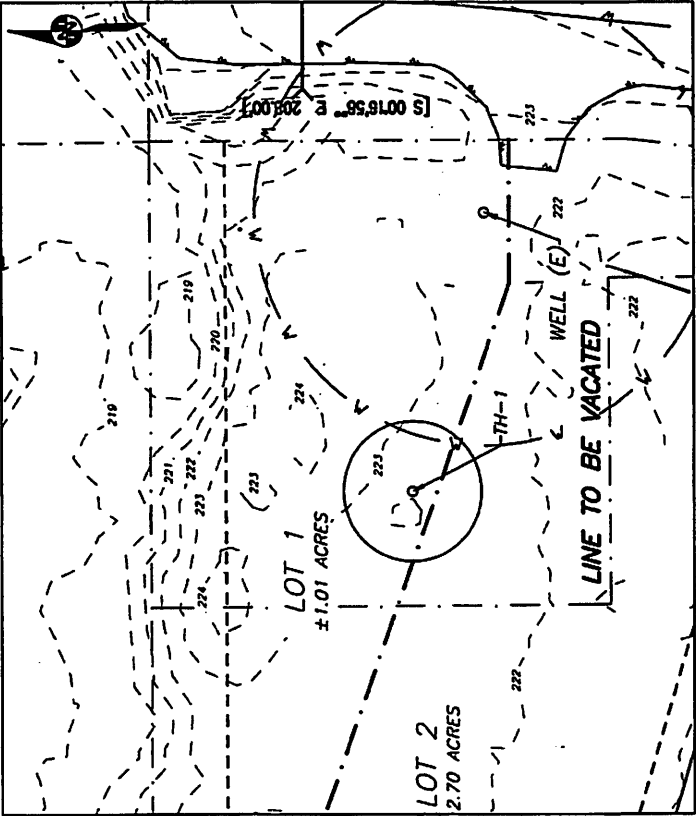 N
[S 00°16'56" E 208.00']
223
222
WELL (E)
222
LINE TO BE VACATED
TH-1
219
220
219
221
222
223
224
223
223
224
LOT 1
±1.01 ACRES
LOT 2
2.70 ACRES
222
W
W
W
W
W